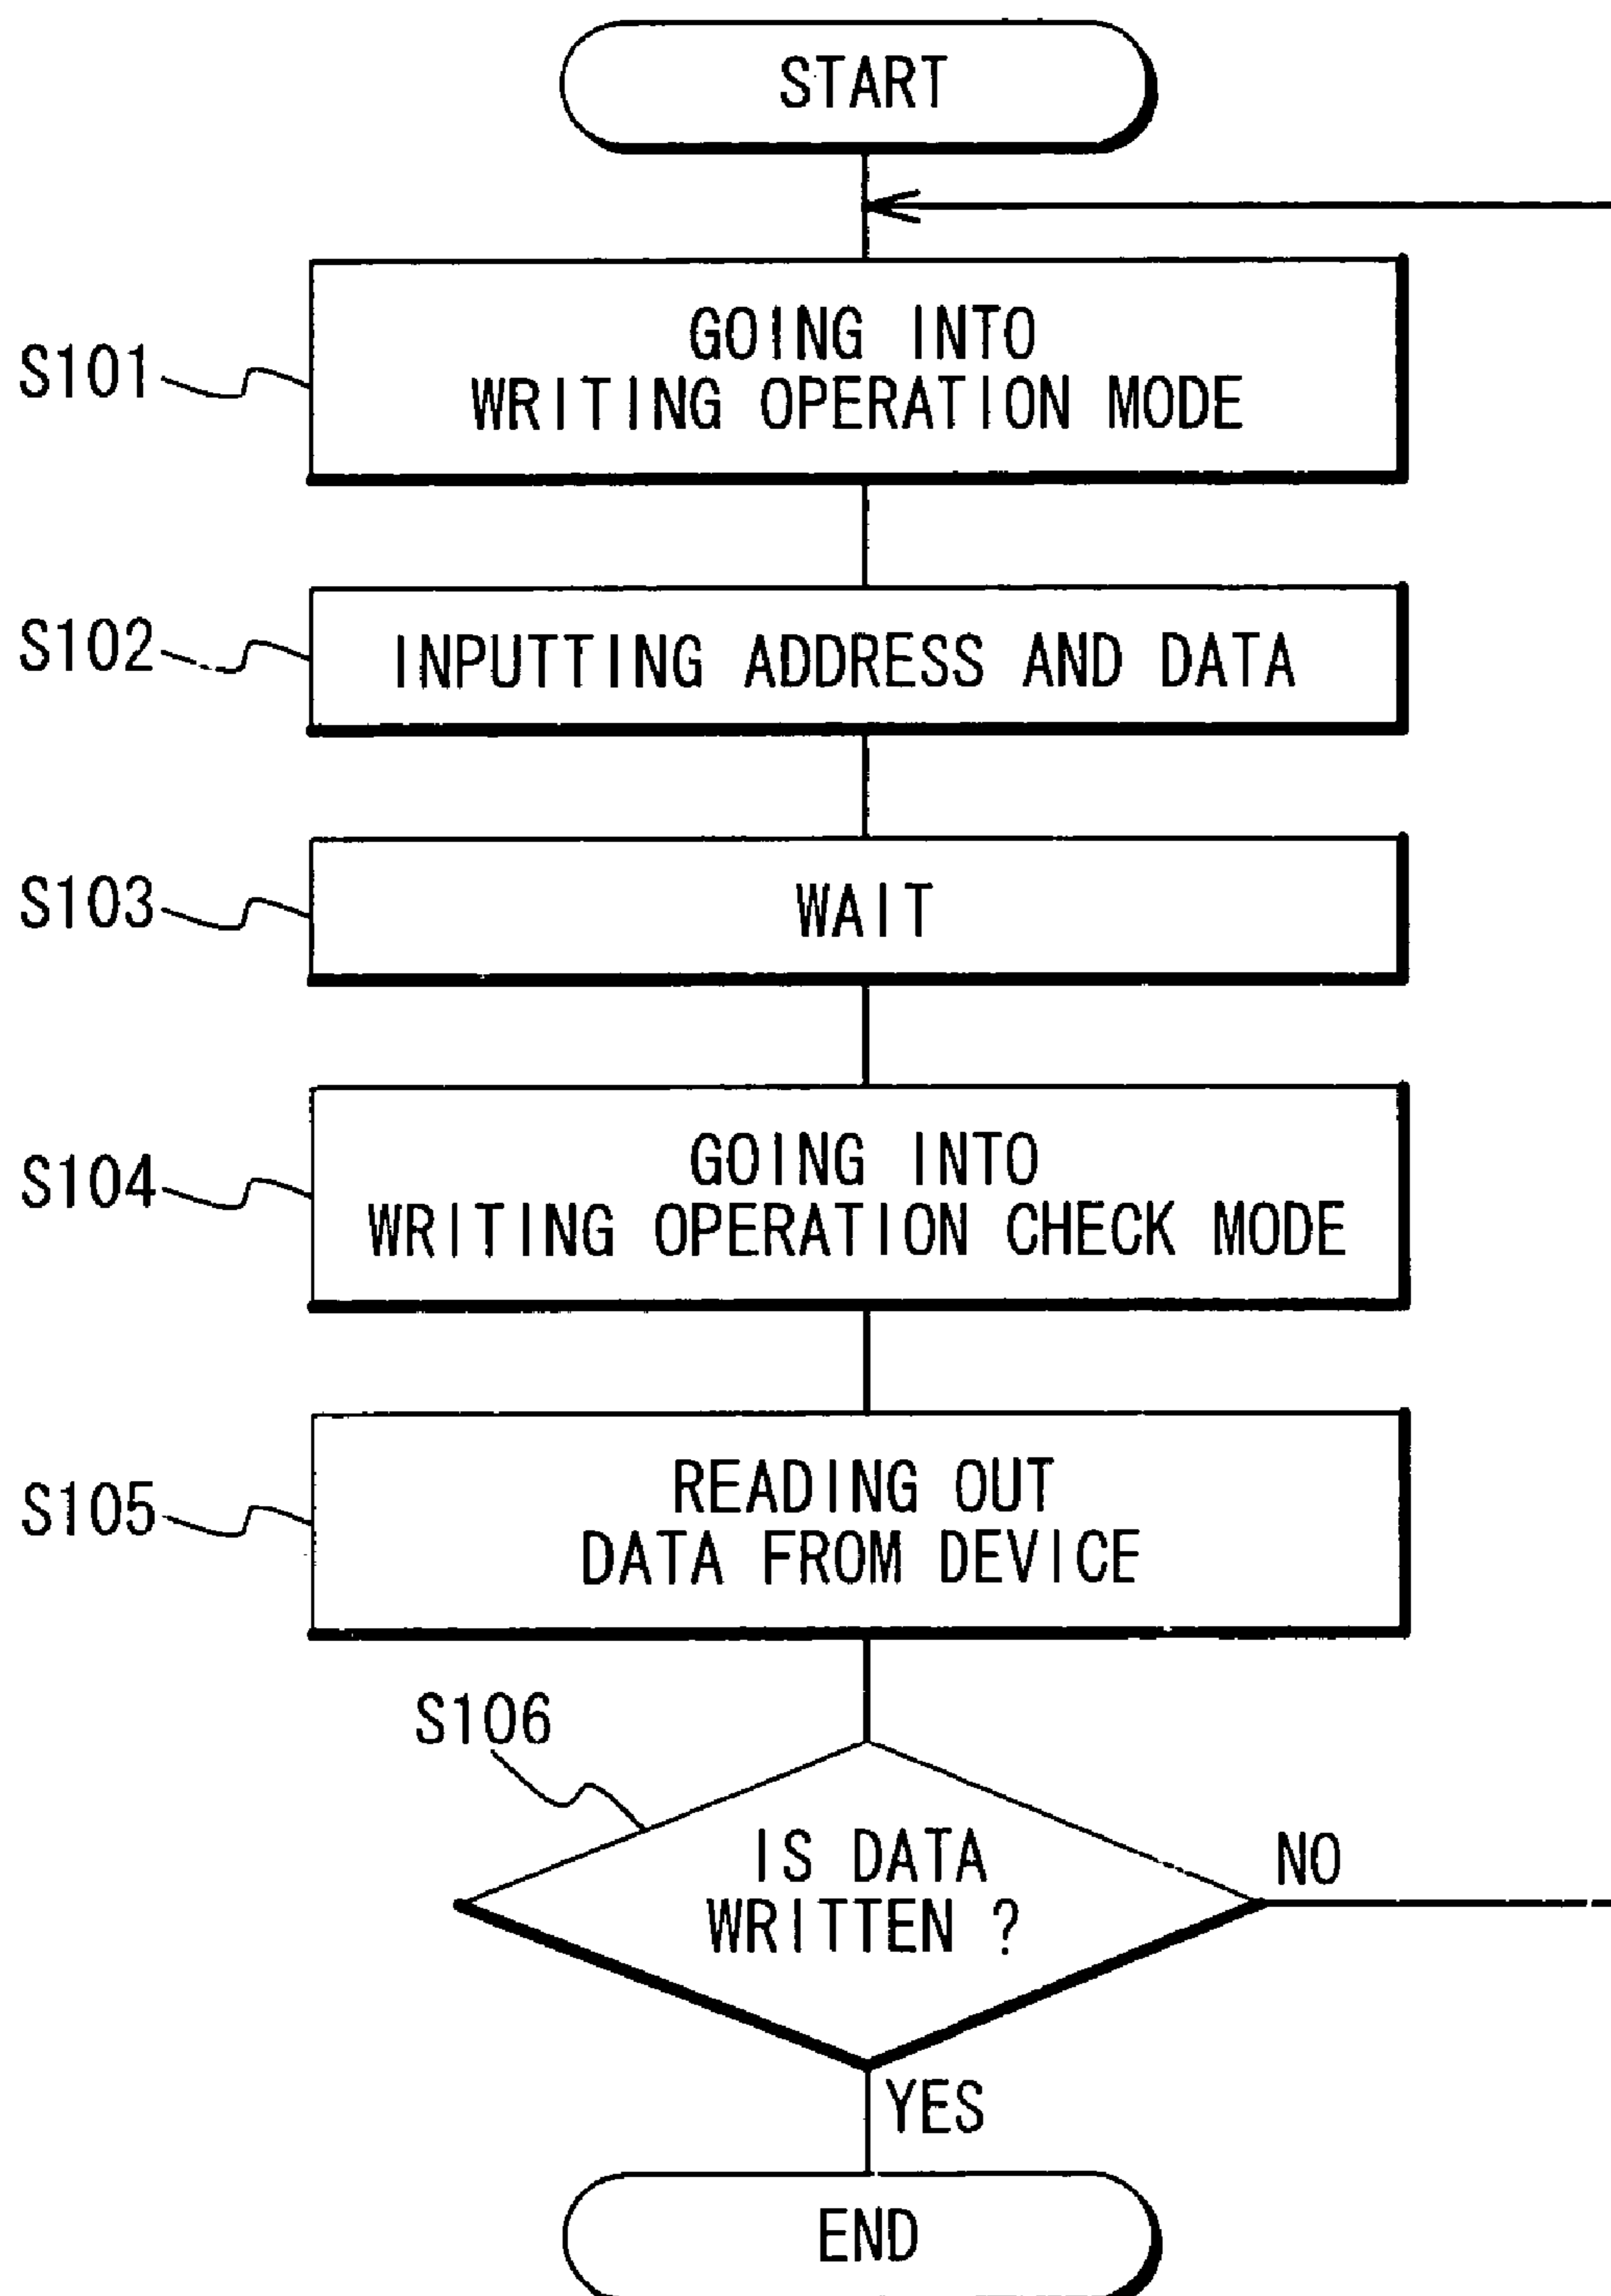 START
GOING INTO
WRITING OPERATION MODE
S101
INPUTTING ADDRESS AND DATA
S102
WAIT
S103
GOING INTO
WRITING OPERATION CHECK MODE
S104
READING OUT
DATA FROM DEVICE
S105
S106
IS DATA
WRITTEN ?
NO
YES
END